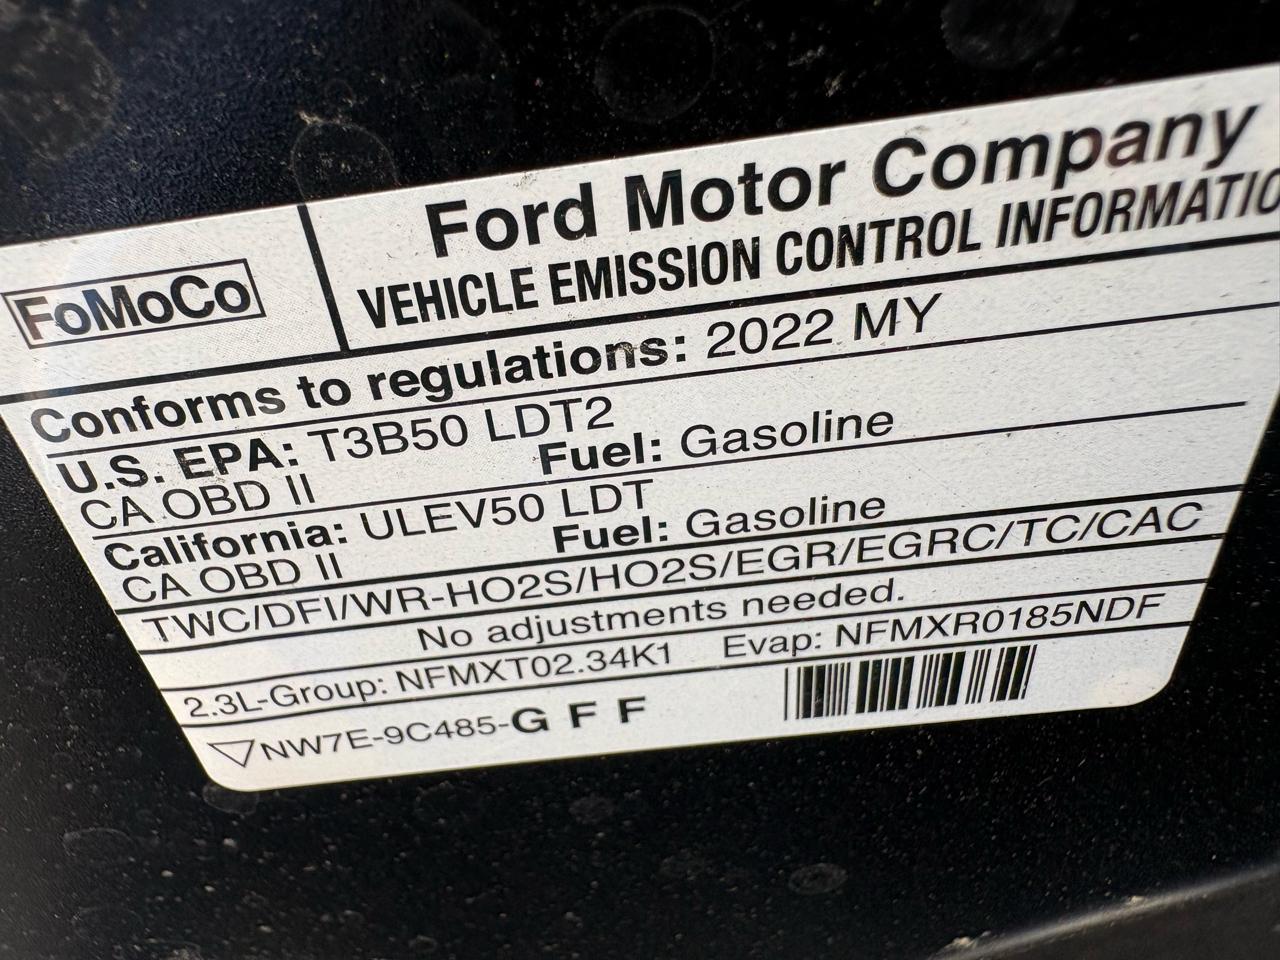 FoMoCo
Ford Motor Company
VEHICLE EMISSION CONTROL INFORMATIO
Conforms to regulations: 2022 MY
U.S. EPA: T3B50 LDT2
CA OBD II Fuel: Gasoline
California: ULEV50 LDT
CA OBD II Fuel: Gasoline
TWC/DFI/WR-HO2S/HO2S/EGR/EGRC/TC/CAC
No adjustments needed.
2.3L-Group: NFMXT02.34K1 Evap: NFMXR0185NDF
NW7E-9C485-G F F